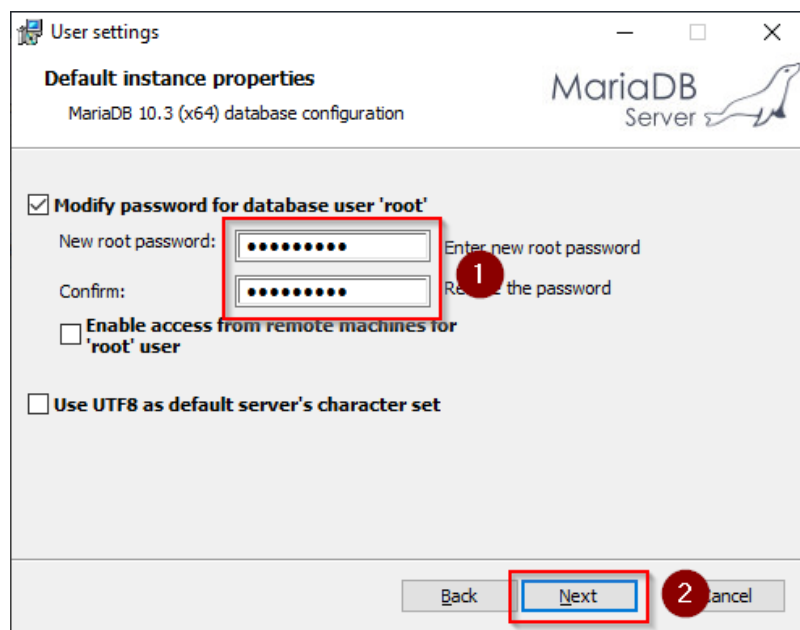 User settings
Default instance properties
MariaDB 10.3 (x64) database configuration
MariaDB
Server
Modify password for database user 'root'
New root password:
Enter new root password
1
Confirm:
the password
Enable access from remote machines for
'root' user
Use UTF8 as default server's character set
Back
Next
2